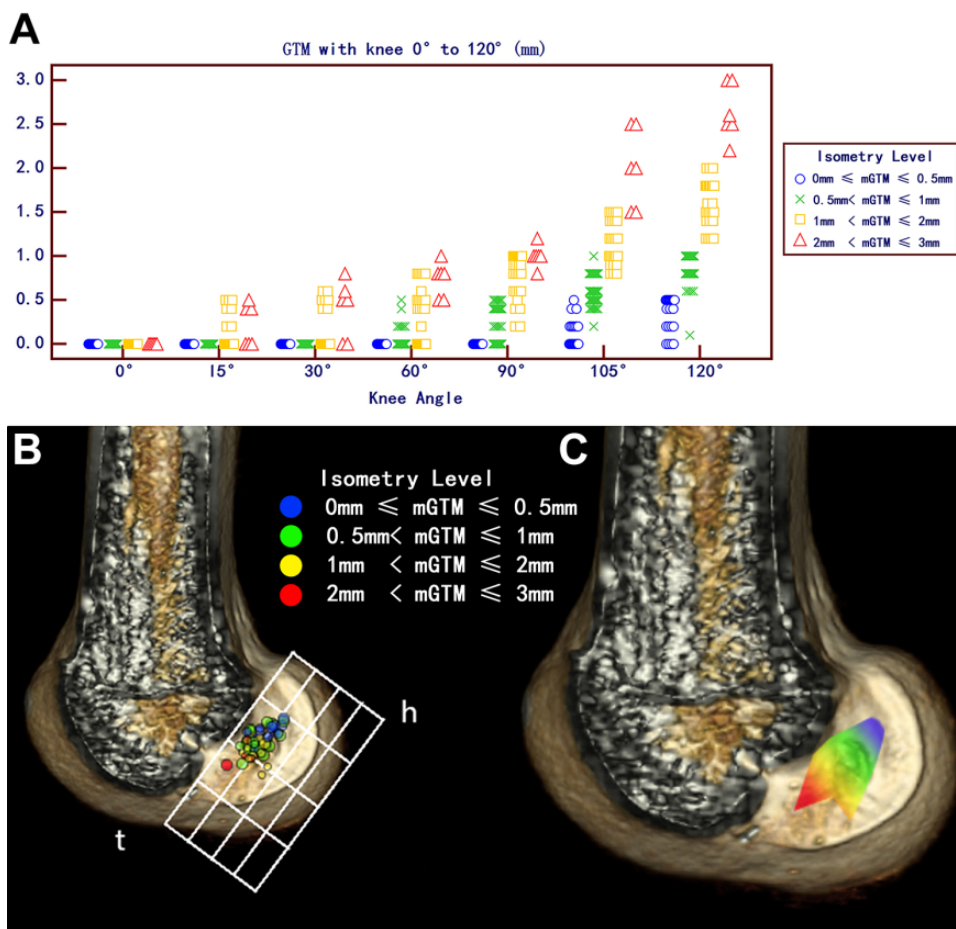 A
GTM with knee 0° to 120° (mm)
3.0
2.5
2.0
1.5
1.0
0.5
0.0
0°
15°
30°
60°
90°
105°
120°
Knee Angle
Isometry Level
0mm ≤ mGTM ≤ 0.5mm
0.5mm< mGTM ≤ 1mm
1mm < mGTM ≤ 2mm
2mm < mGTM ≤ 3mm
B
Isometry Level
0mm ≤ mGTM ≤ 0.5mm
0.5mm< mGTM ≤ 1mm
1mm < mGTM ≤ 2mm
2mm < mGTM ≤ 3mm
h
t
C